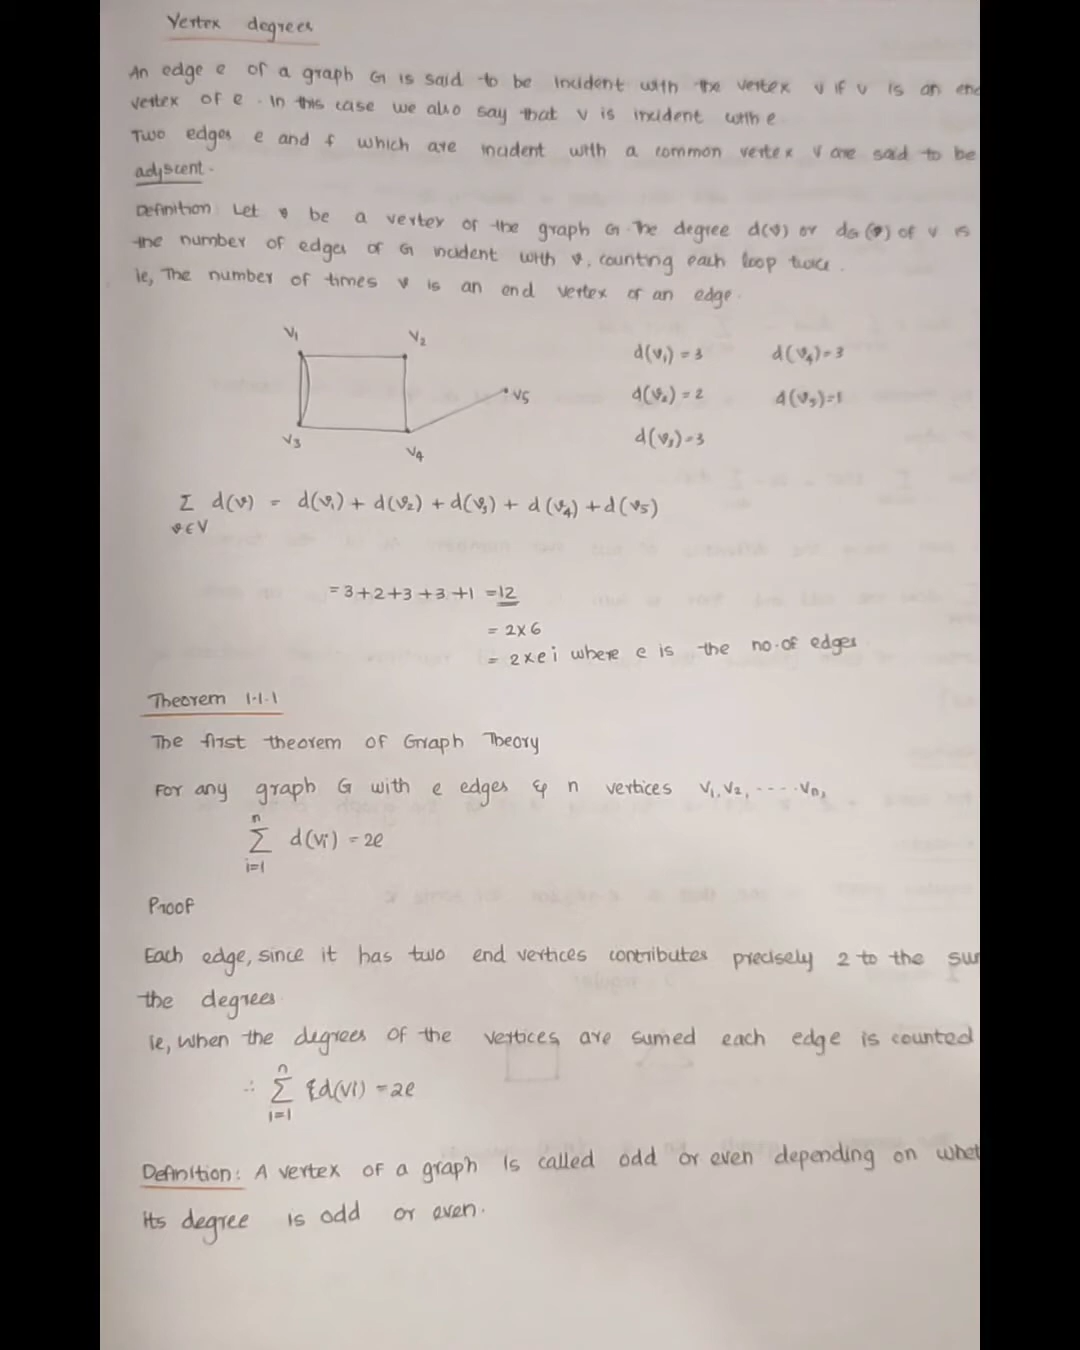 Vertex degrees
An edge e of a graph G is said to be incident with the vertex v if v is an end
vertex of e. In this case we also say that v is incident with e
Two edges e and f which are incident with a common vertex v are said to be
adjscent.
Definition: Let v be a vertex of the graph G. The degree d(v) or dG(v) of v is
the number of edges of G incident with v, counting each loop twice.
ie, The number of times v is an end vertex of an edge.
V1
V2
V3
V4
V5
d(v1) = 3 d(v4) = 3
d(v2) = 2 d(v5) = 1
d(v3) = 3
Σ d(v) = d(v1) + d(v2) + d(v3) + d(v4) + d(v5)
v∈V
= 3+2+3+3+1 = 12
= 2×6
= 2×e i where e is the no. of edges
Theorem 1.1.1
The first theorem of Graph Theory
For any graph G with e edges & n vertices V1, V2, ..... Vn,
n
Σ d(vi) = 2e
i=1
Proof
Each edge, since it has two end vertices contributes precisely 2 to the
the degrees.
ie, when the degrees of the vertices are sumed each edge is counted
n
∴ Σ d(vi) = 2e
i=1
Definition: A vertex of a graph is called odd or even depending on
its degree is odd or even.